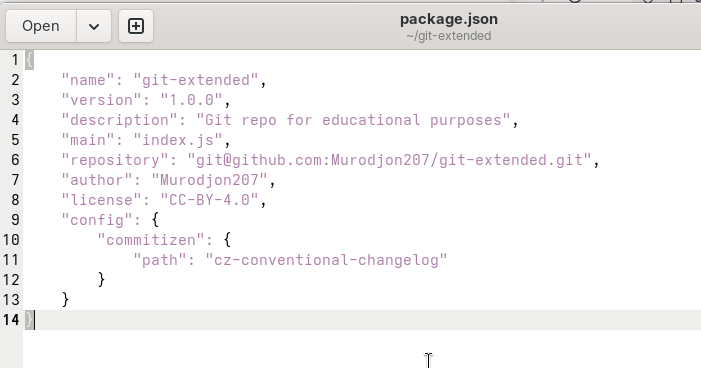 Open
package.json
~/git-extended
1 {
2     "name": "git-extended",
3     "version": "1.0.0",
4     "description": "Git repo for educational purposes",
5     "main": "index.js",
6     "repository": "git@github.com:Murodjon207/git-extended.git",
7     "author": "Murodjon207",
8     "license": "CC-BY-4.0",
9     "config": {
10         "commitizen": {
11             "path": "cz-conventional-changelog"
12         }
13     }
14 }